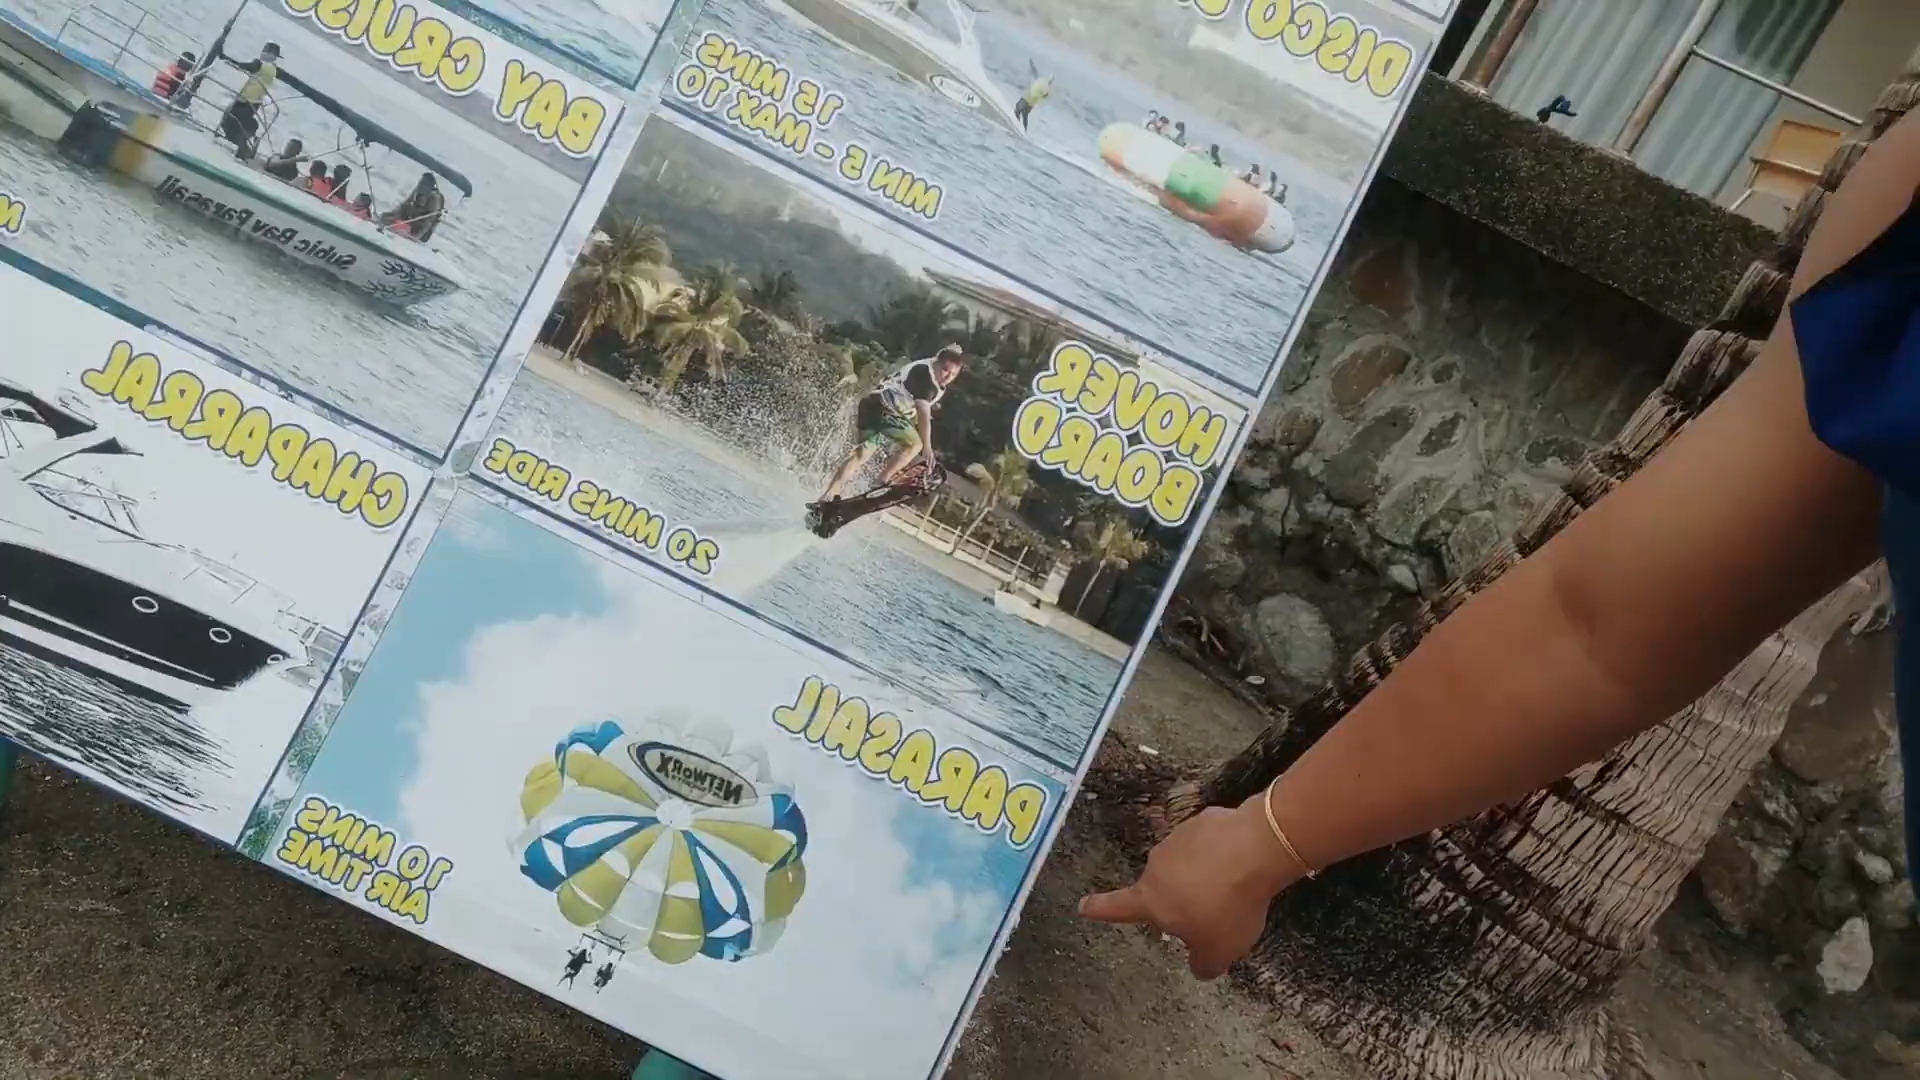 BAY CRUISE
Subic Bay Parasail
DISCO
15 MINS
MIN 5 - MAX 10
HOVER
BOARD
20 MINS RIDE
CHAPARRAL
PARASAIL
NETWORX
10 MINS
AIR TIME